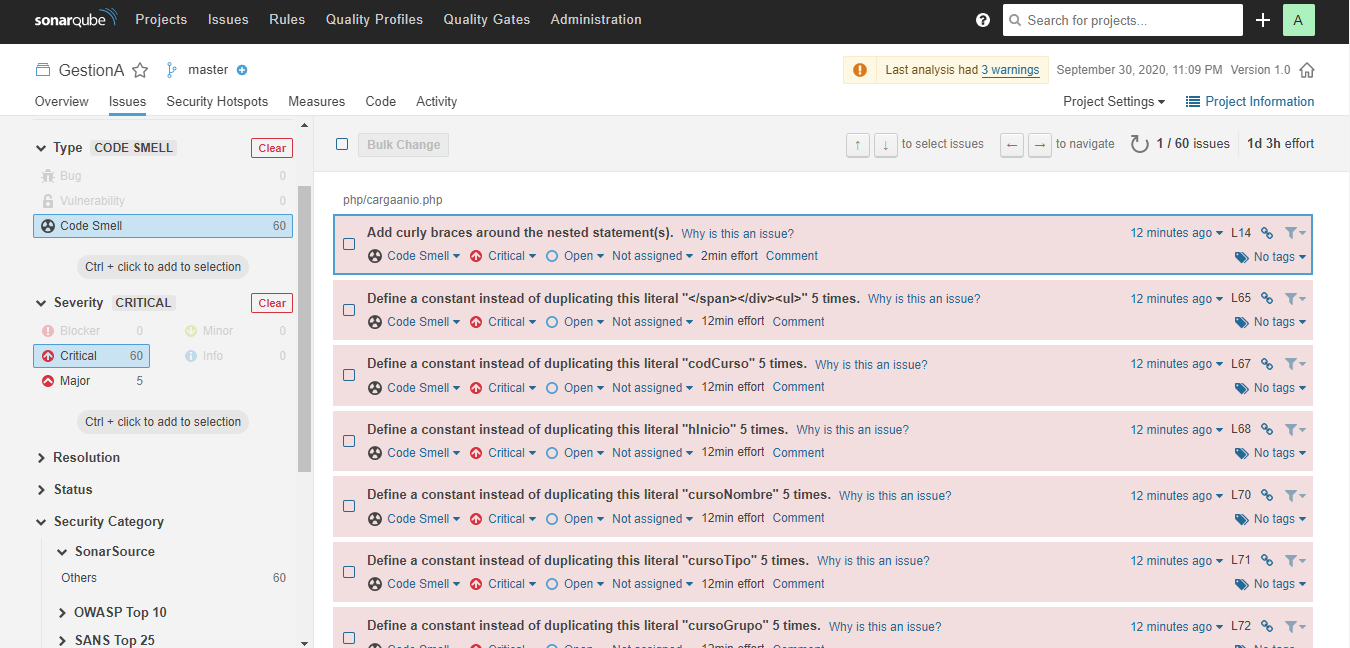 sonarqube Projects Issues Rules Quality Profiles Quality Gates Administration ? Search for projects... + A
GestionA master Last analysis had 3 warnings September 30, 2020, 11:09 PM Version 1.0
Overview Issues Security Hotspots Measures Code Activity Project Settings Project Information
Type CODE SMELL Clear
Bug 0
Vulnerability 0
Code Smell 60
Ctrl + click to add to selection
Severity CRITICAL Clear
Blocker 0 Minor 0
Critical 60 Info 0
Major 5
Ctrl + click to add to selection
Resolution
Status
Security Category
SonarSource
Others 60
OWASP Top 10
SANS Top 25
Bulk Change ↑ ↓ to select issues ← → to navigate 1 / 60 issues 1d 3h effort
php/cargaanio.php
Add curly braces around the nested statement(s). Why is this an issue? 12 minutes ago L14
Code Smell Critical Open Not assigned 2min effort Comment No tags
Define a constant instead of duplicating this literal "</span></div><ul>" 5 times. Why is this an issue? 12 minutes ago L65
Code Smell Critical Open Not assigned 12min effort Comment No tags
Define a constant instead of duplicating this literal "codCurso" 5 times. Why is this an issue? 12 minutes ago L67
Code Smell Critical Open Not assigned 12min effort Comment No tags
Define a constant instead of duplicating this literal "hInicio" 5 times. Why is this an issue? 12 minutes ago L68
Code Smell Critical Open Not assigned 12min effort Comment No tags
Define a constant instead of duplicating this literal "cursoNombre" 5 times. Why is this an issue? 12 minutes ago L70
Code Smell Critical Open Not assigned 12min effort Comment No tags
Define a constant instead of duplicating this literal "cursoTipo" 5 times. Why is this an issue? 12 minutes ago L71
Code Smell Critical Open Not assigned 12min effort Comment No tags
Define a constant instead of duplicating this literal "cursoGrupo" 5 times. Why is this an issue? 12 minutes ago L72
Code Smell Critical Open Not assigned 12min effort Comment No tags